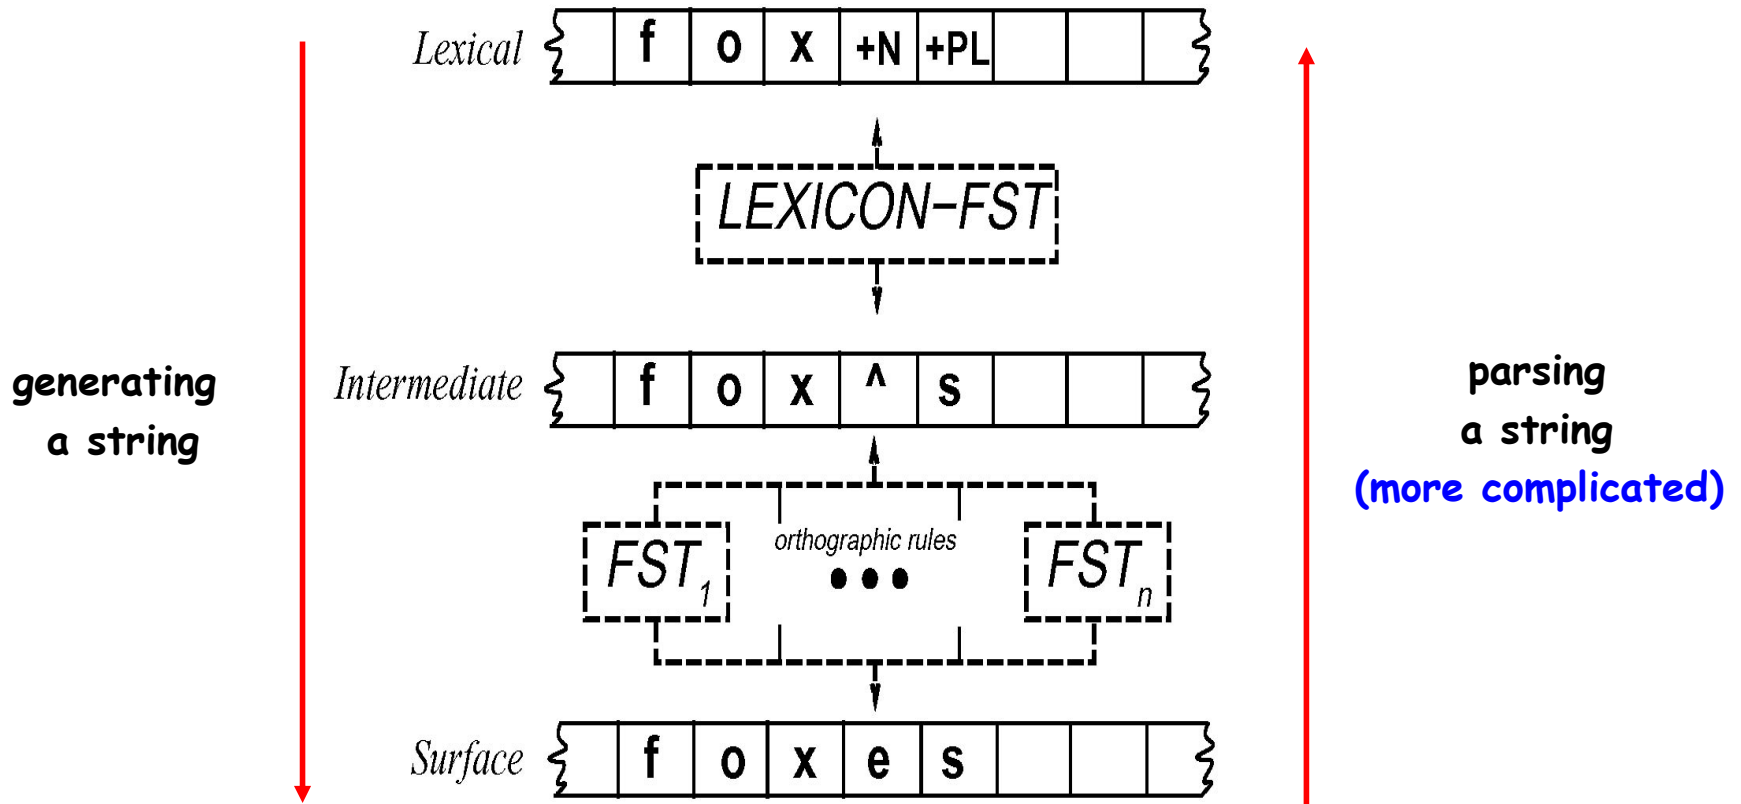 Lexical f o x +N +PL
LEXICON-FST
generating
a string
Intermediate f o x ^ s
parsing
a string
(more complicated)
FST1
orthographic rules
FSTn
Surface f o x e s